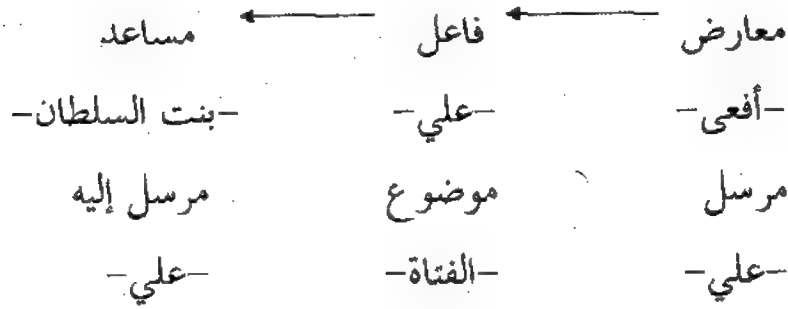 معارض فاعل مساعد
-أفعى- -علي- -بنت السلطان-
مرسل موضوع مرسل إليه
-علي- -الفتاة- -علي-